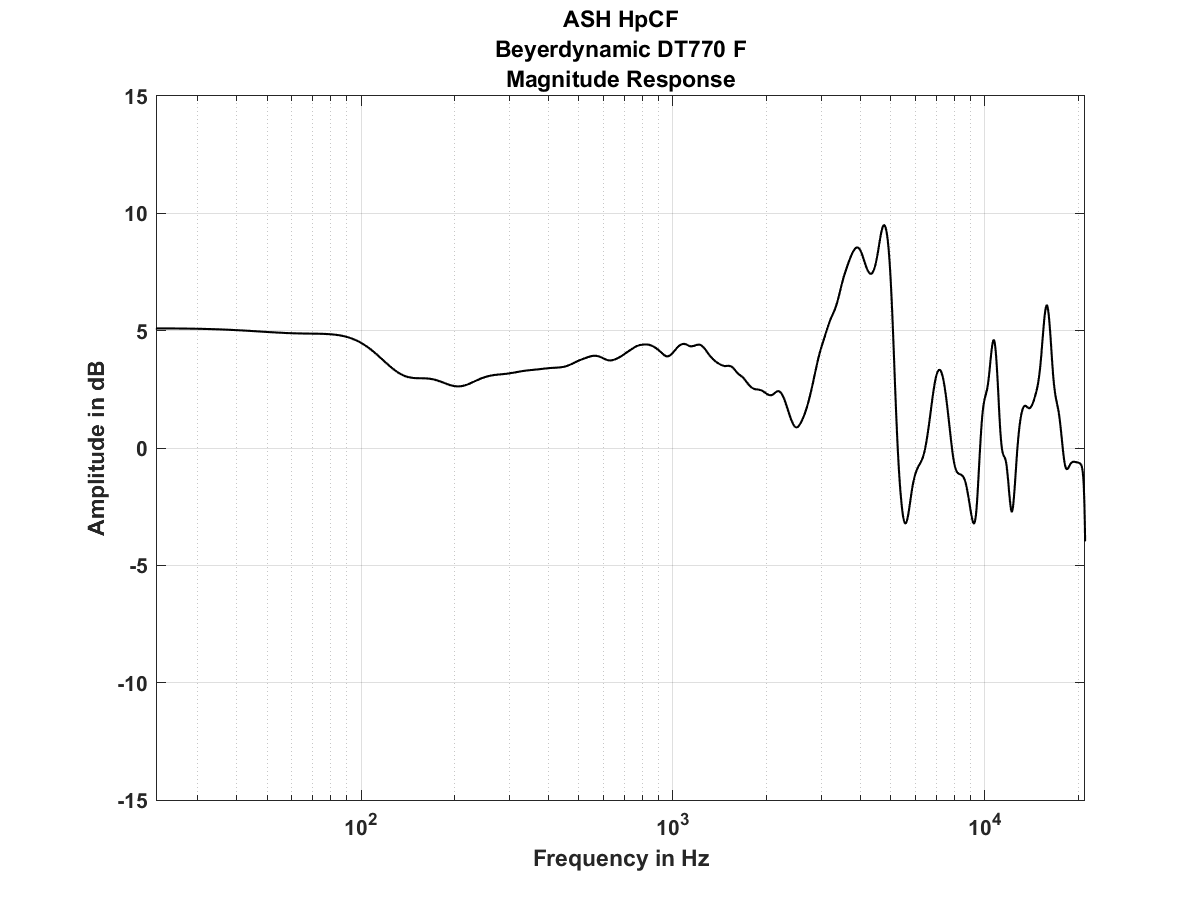 ASH HpCF
Beyerdynamic DT770 F
Magnitude Response
15
10
5
0
-5
-10
-15
Amplitude in dB
10²
10³
10⁴
Frequency in Hz